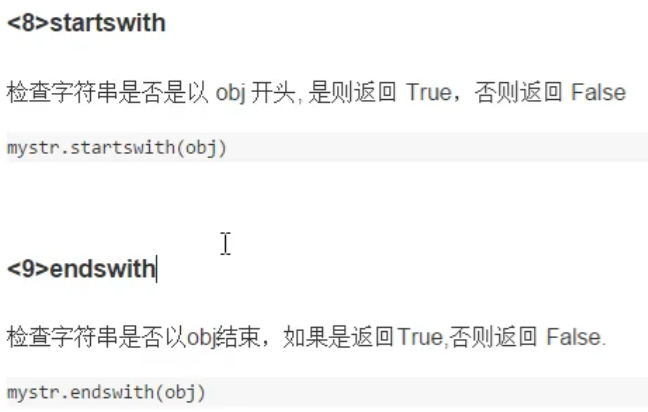 <8>startswith
检查字符串是否是以 obj 开头, 是则返回 True，否则返回 False
mystr.startswith(obj)
<9>endswith
检查字符串是否以obj结束，如果是返回True,否则返回 False.
mystr.endswith(obj)